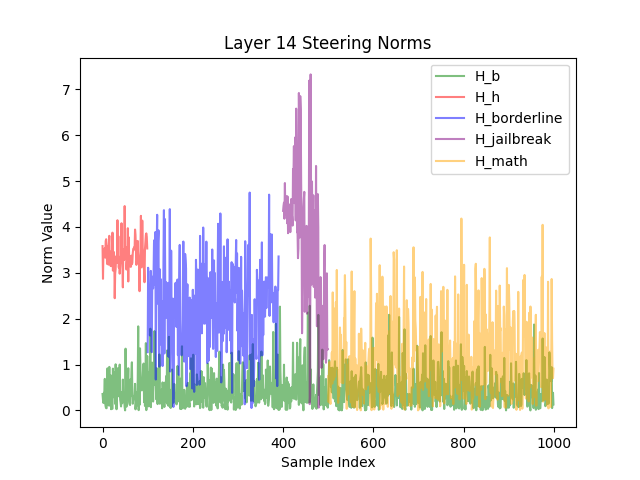 Layer 14 Steering Norms
H_b
H_h
H_borderline
H_jailbreak
H_math
Norm Value
7
6
5
4
3
2
1
0
0
200
400
600
800
1000
Sample Index